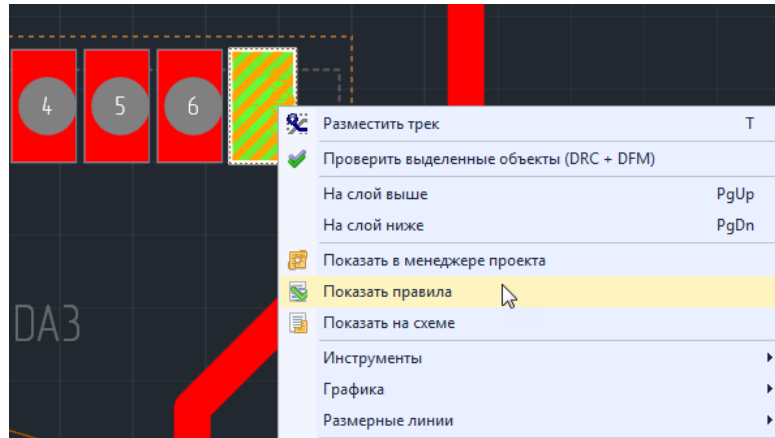 4 5 6
Разместить трек T
Проверить выделенные объекты (DRC + DFM)
На слой выше PgUp
На слой ниже PgDn
Показать в менеджере проекта
Показать правила
Показать на схеме
DA3
Инструменты
Графика
Размерные линии